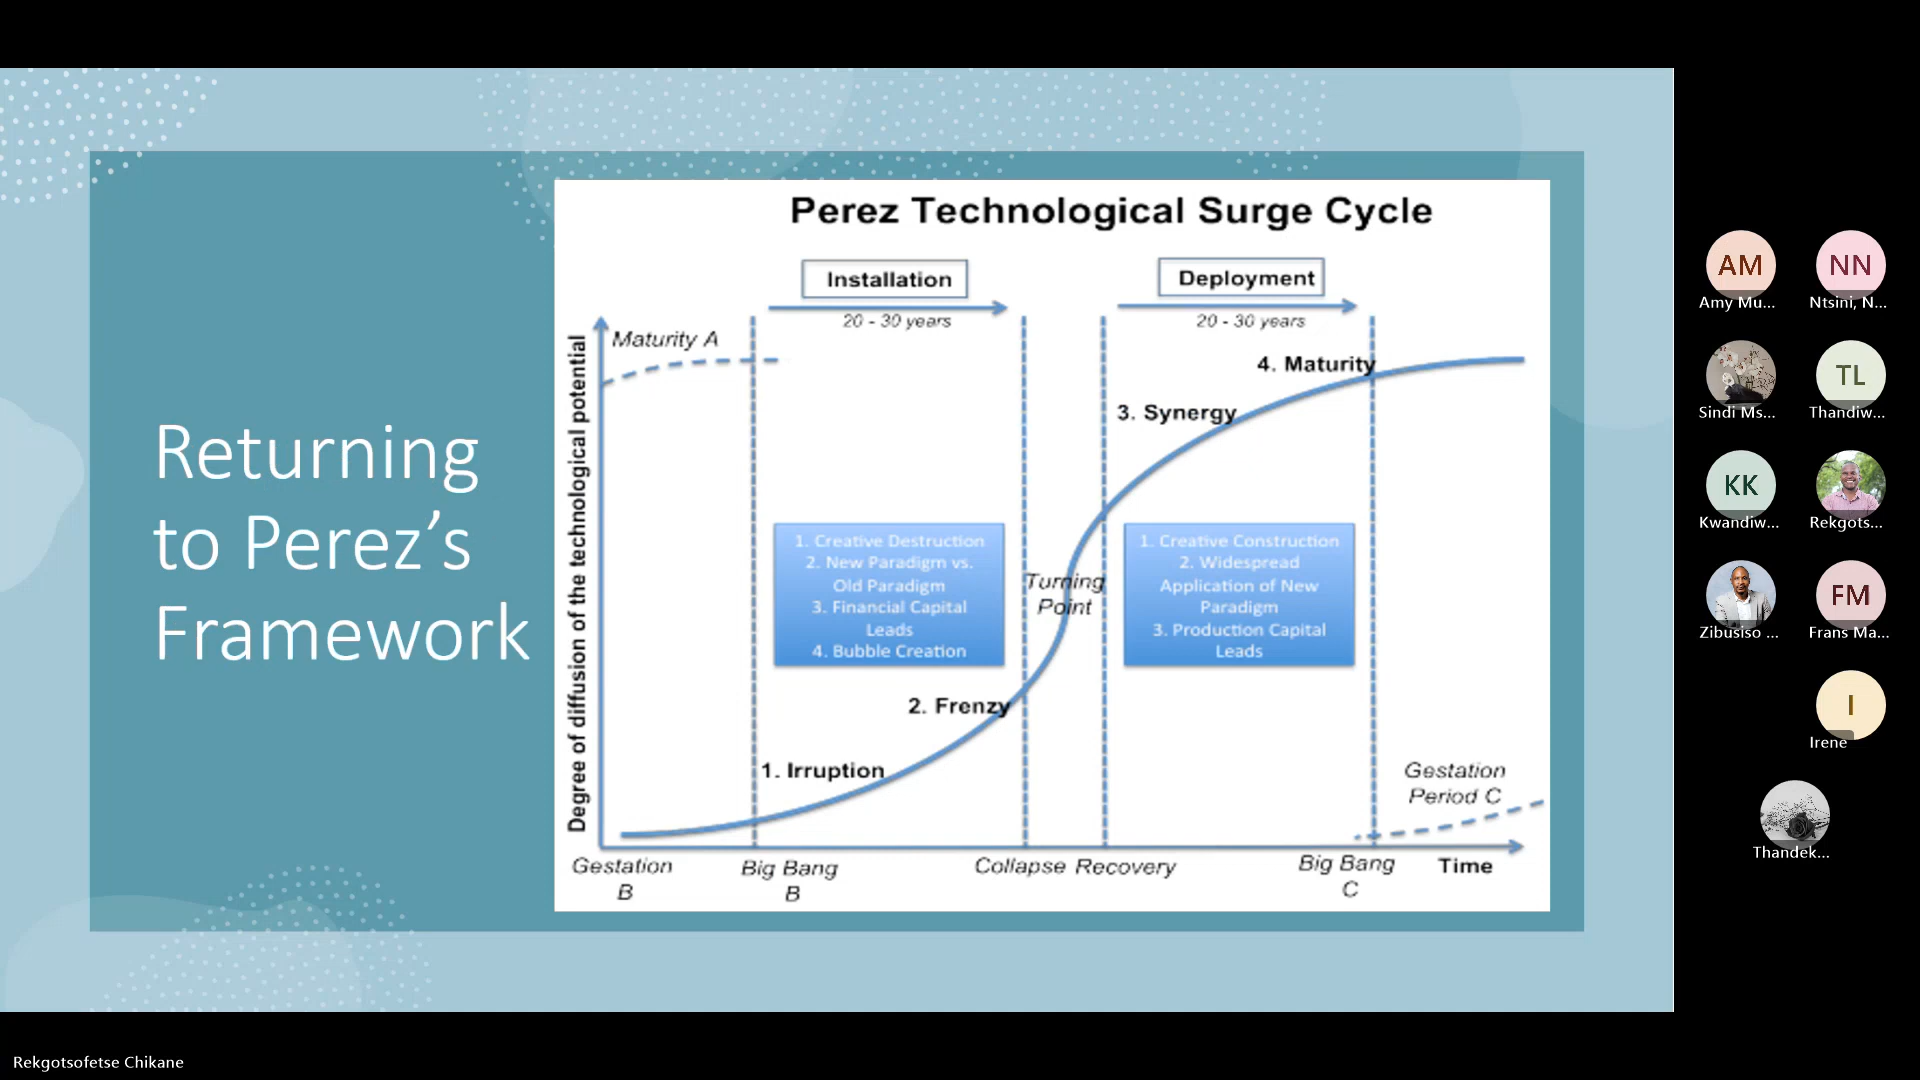 Returning
to Perez’s
Framework
Perez Technological Surge Cycle
Installation
20 - 30 years
Deployment
20 - 30 years
Degree of diffusion of the technological potential
Maturity A
4. Maturity
3. Synergy
1. Creative Destruction
2. New Paradigm vs.
Old Paradigm
3. Financial Capital
Leads
4. Bubble Creation
Turning
Point
1. Creative Construction
2. Widespread
Application of New
Paradigm
3. Production Capital
Leads
2. Frenzy
1. Irruption
Gestation
Period C
Gestation
B
Big Bang
B
Collapse
Recovery
Big Bang
C
Time
AM
Amy Mu...
NN
Ntsini, N...
Sindi Ms...
TL
Thandiw...
KK
Kwandiw...
Rekgots...
Zibusiso ...
FM
Frans Ma...
I
Irene
Thandek...
Rekgotsofetse Chikane